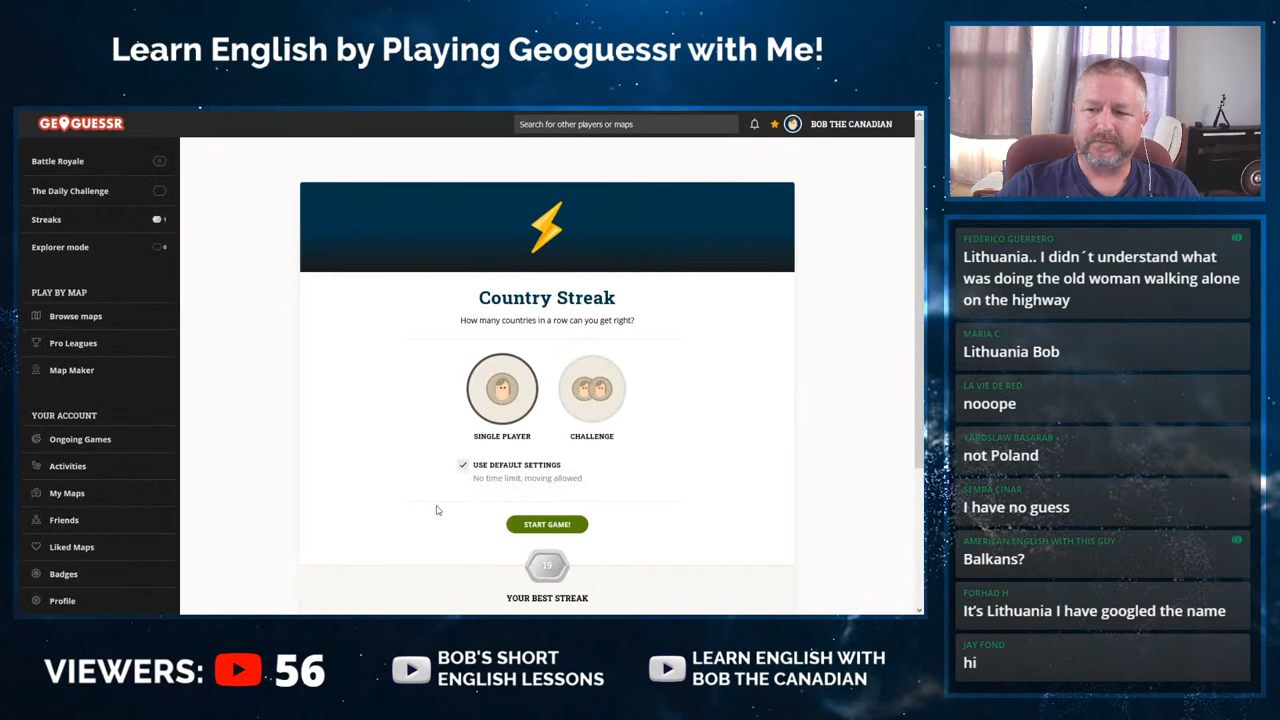 Learn English by Playing Geoguessr with Me!
GEOGUESSR
Search for other players or maps
BOB THE CANADIAN
Battle Royale
The Daily Challenge
Streaks
1
Explorer mode
0
PLAY BY MAP
Browse maps
Pro Leagues
Map Maker
YOUR ACCOUNT
Ongoing Games
Activities
My Maps
Friends
Liked Maps
Badges
Profile
Country Streak
How many countries in a row can you get right?
SINGLE PLAYER
CHALLENGE
USE DEFAULT SETTINGS
No time limit, moving allowed
START GAME!
19
YOUR BEST STREAK
FEDERICO GUERRERO
Lithuania.. I didn´t understand what
was doing the old woman walking alone
on the highway
MARIA C
Lithuania Bob
LA VIE DE RED
nooope
YAROSLAW BASARAB
not Poland
SEMRA CINAR
I have no guess
AMERICAN ENGLISH WITH THIS GUY
Balkans?
FORHAD H
It's Lithuania I have googled the name
JAY FOND
hi
VIEWERS:
56
BOB'S SHORT
ENGLISH LESSONS
LEARN ENGLISH WITH
BOB THE CANADIAN